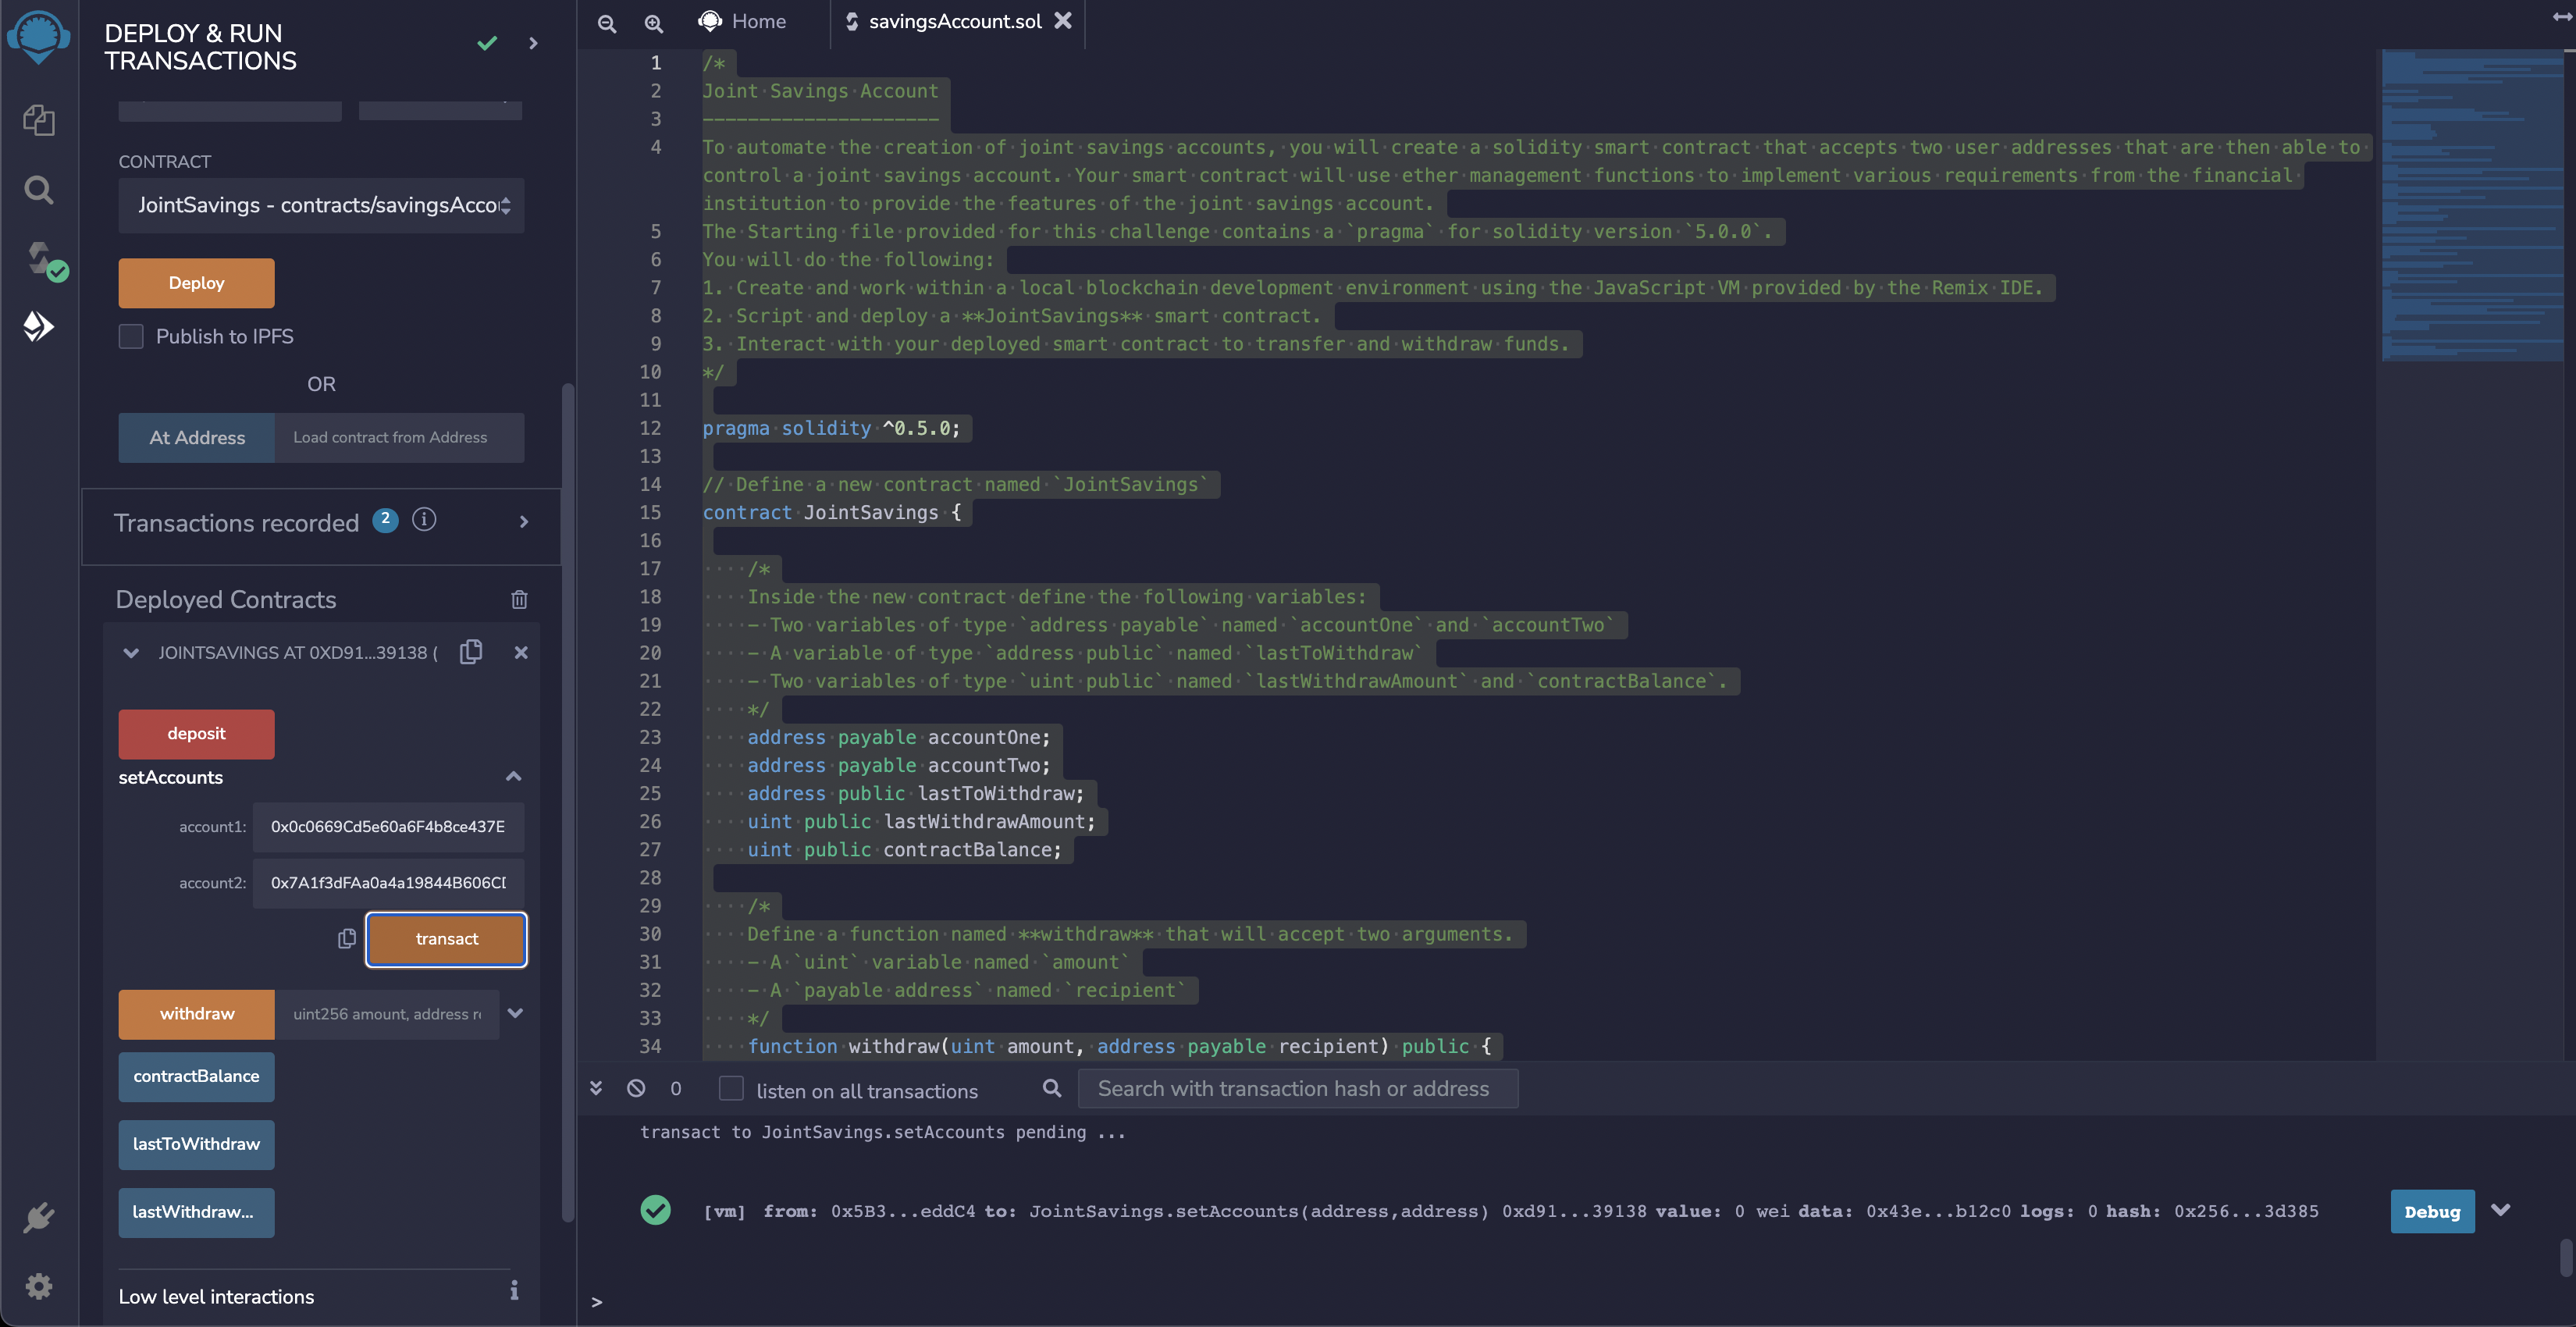 DEPLOY & RUN
TRANSACTIONS
CONTRACT
JointSavings - contracts/savingsAccou
Deploy
Publish to IPFS
OR
At Address
Load contract from Address
Transactions recorded 2
Deployed Contracts
JOINTSAVINGS AT 0XD91...39138 (
deposit
setAccounts
account1: 0x0c0669Cd5e60a6F4b8ce437E
account2: 0x7A1f3dFAa0a4a19844B606CD
transact
withdraw
uint256 amount, address re
contractBalance
lastToWithdraw
lastWithdraw...
Low level interactions
Home
savingsAccount.sol
1 /*
2 Joint Savings Account
3 ---------------------
4 To automate the creation of joint savings accounts, you will create a solidity smart contract that accepts two user addresses that are then able to
control a joint savings account. Your smart contract will use ether management functions to implement various requirements from the financial
institution to provide the features of the joint savings account.
5 The Starting file provided for this challenge contains a `pragma` for solidity version `5.0.0`.
6 You will do the following:
7 1. Create and work within a local blockchain development environment using the JavaScript VM provided by the Remix IDE.
8 2. Script and deploy a **JointSavings** smart contract.
9 3. Interact with your deployed smart contract to transfer and withdraw funds.
10 */
11
12 pragma solidity ^0.5.0;
13
14 // Define a new contract named `JointSavings`
15 contract JointSavings {
16
17 /*
18 Inside the new contract define the following variables:
19 - Two variables of type `address payable` named `accountOne` and `accountTwo`
20 - A variable of type `address public` named `lastToWithdraw`
21 - Two variables of type `uint public` named `lastWithdrawAmount` and `contractBalance`.
22 */
23 address payable accountOne;
24 address payable accountTwo;
25 address public lastToWithdraw;
26 uint public lastWithdrawAmount;
27 uint public contractBalance;
28
29 /*
30 Define a function named **withdraw** that will accept two arguments.
31 - A `uint` variable named `amount`
32 - A `payable address` named `recipient`
33 */
34 function withdraw(uint amount, address payable recipient) public {
0
listen on all transactions
Search with transaction hash or address
transact to JointSavings.setAccounts pending ...
[vm] from: 0x5B3...eddC4 to: JointSavings.setAccounts(address,address) 0xd91...39138 value: 0 wei data: 0x43e...b12c0 logs: 0 hash: 0x256...3d385
Debug
>